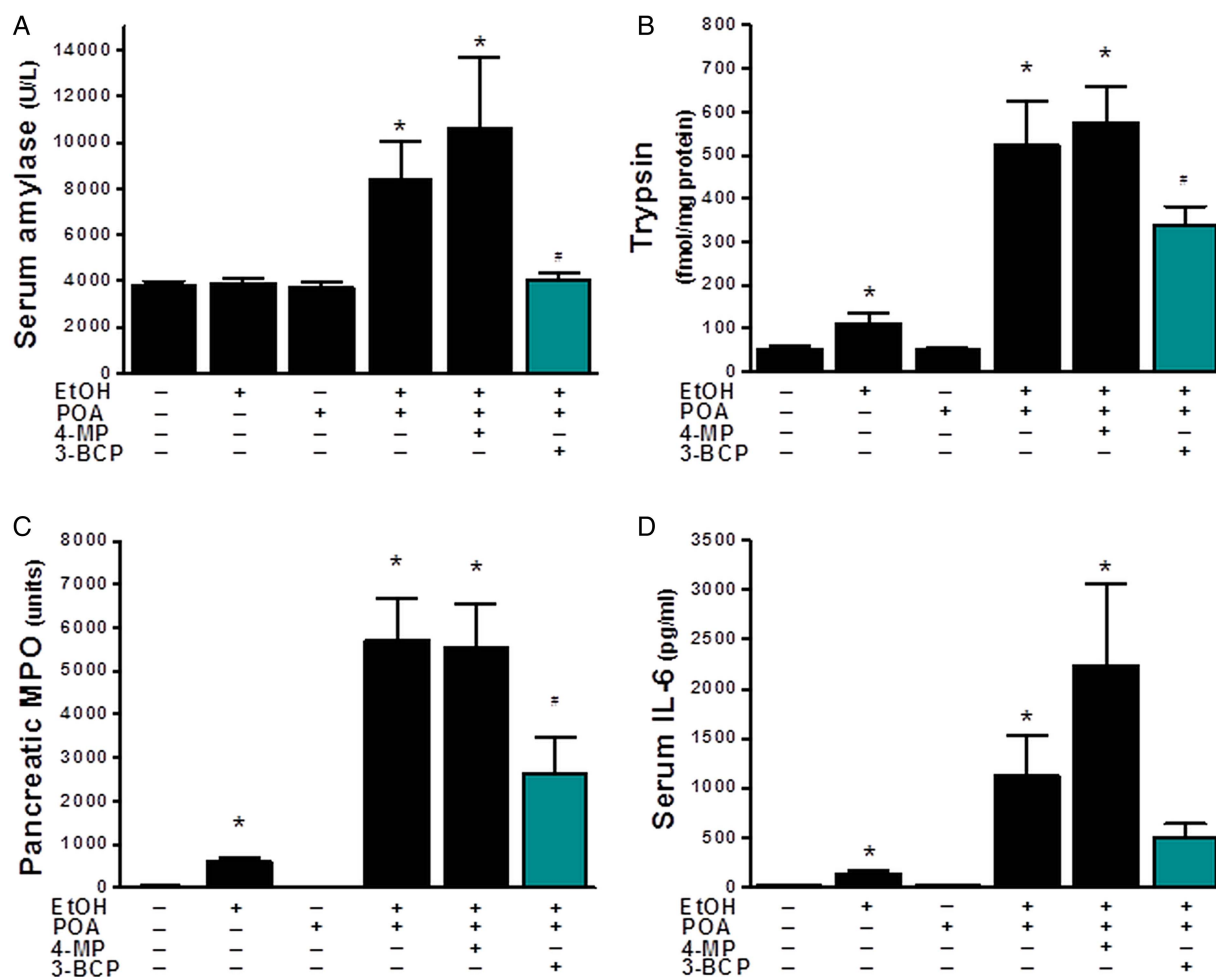 A
Serum amylase (U/L)
14000
12000
10000
8000
6000
4000
2000
0
* * #
EtOH – + – + + +
POA – – + + + +
4-MP – – – – + –
3-BCP – – – – – +
B
Trypsin
(fmol/mg protein)
800
700
600
500
400
300
200
100
0
* * * #
EtOH – + – + + +
POA – – + + + +
4-MP – – – – + –
3-BCP – – – – – +
C
Pancreatic MPO (units)
8000
7000
6000
5000
4000
3000
2000
1000
0
* * * #
EtOH – + – + + +
POA – – + + + +
4-MP – – – – + –
3-BCP – – – – – +
D
Serum IL-6 (pg/ml)
3500
3000
2500
2000
1500
1000
500
0
* * *
EtOH – + – + + +
POA – – + + + +
4-MP – – – – + –
3-BCP – – – – – +